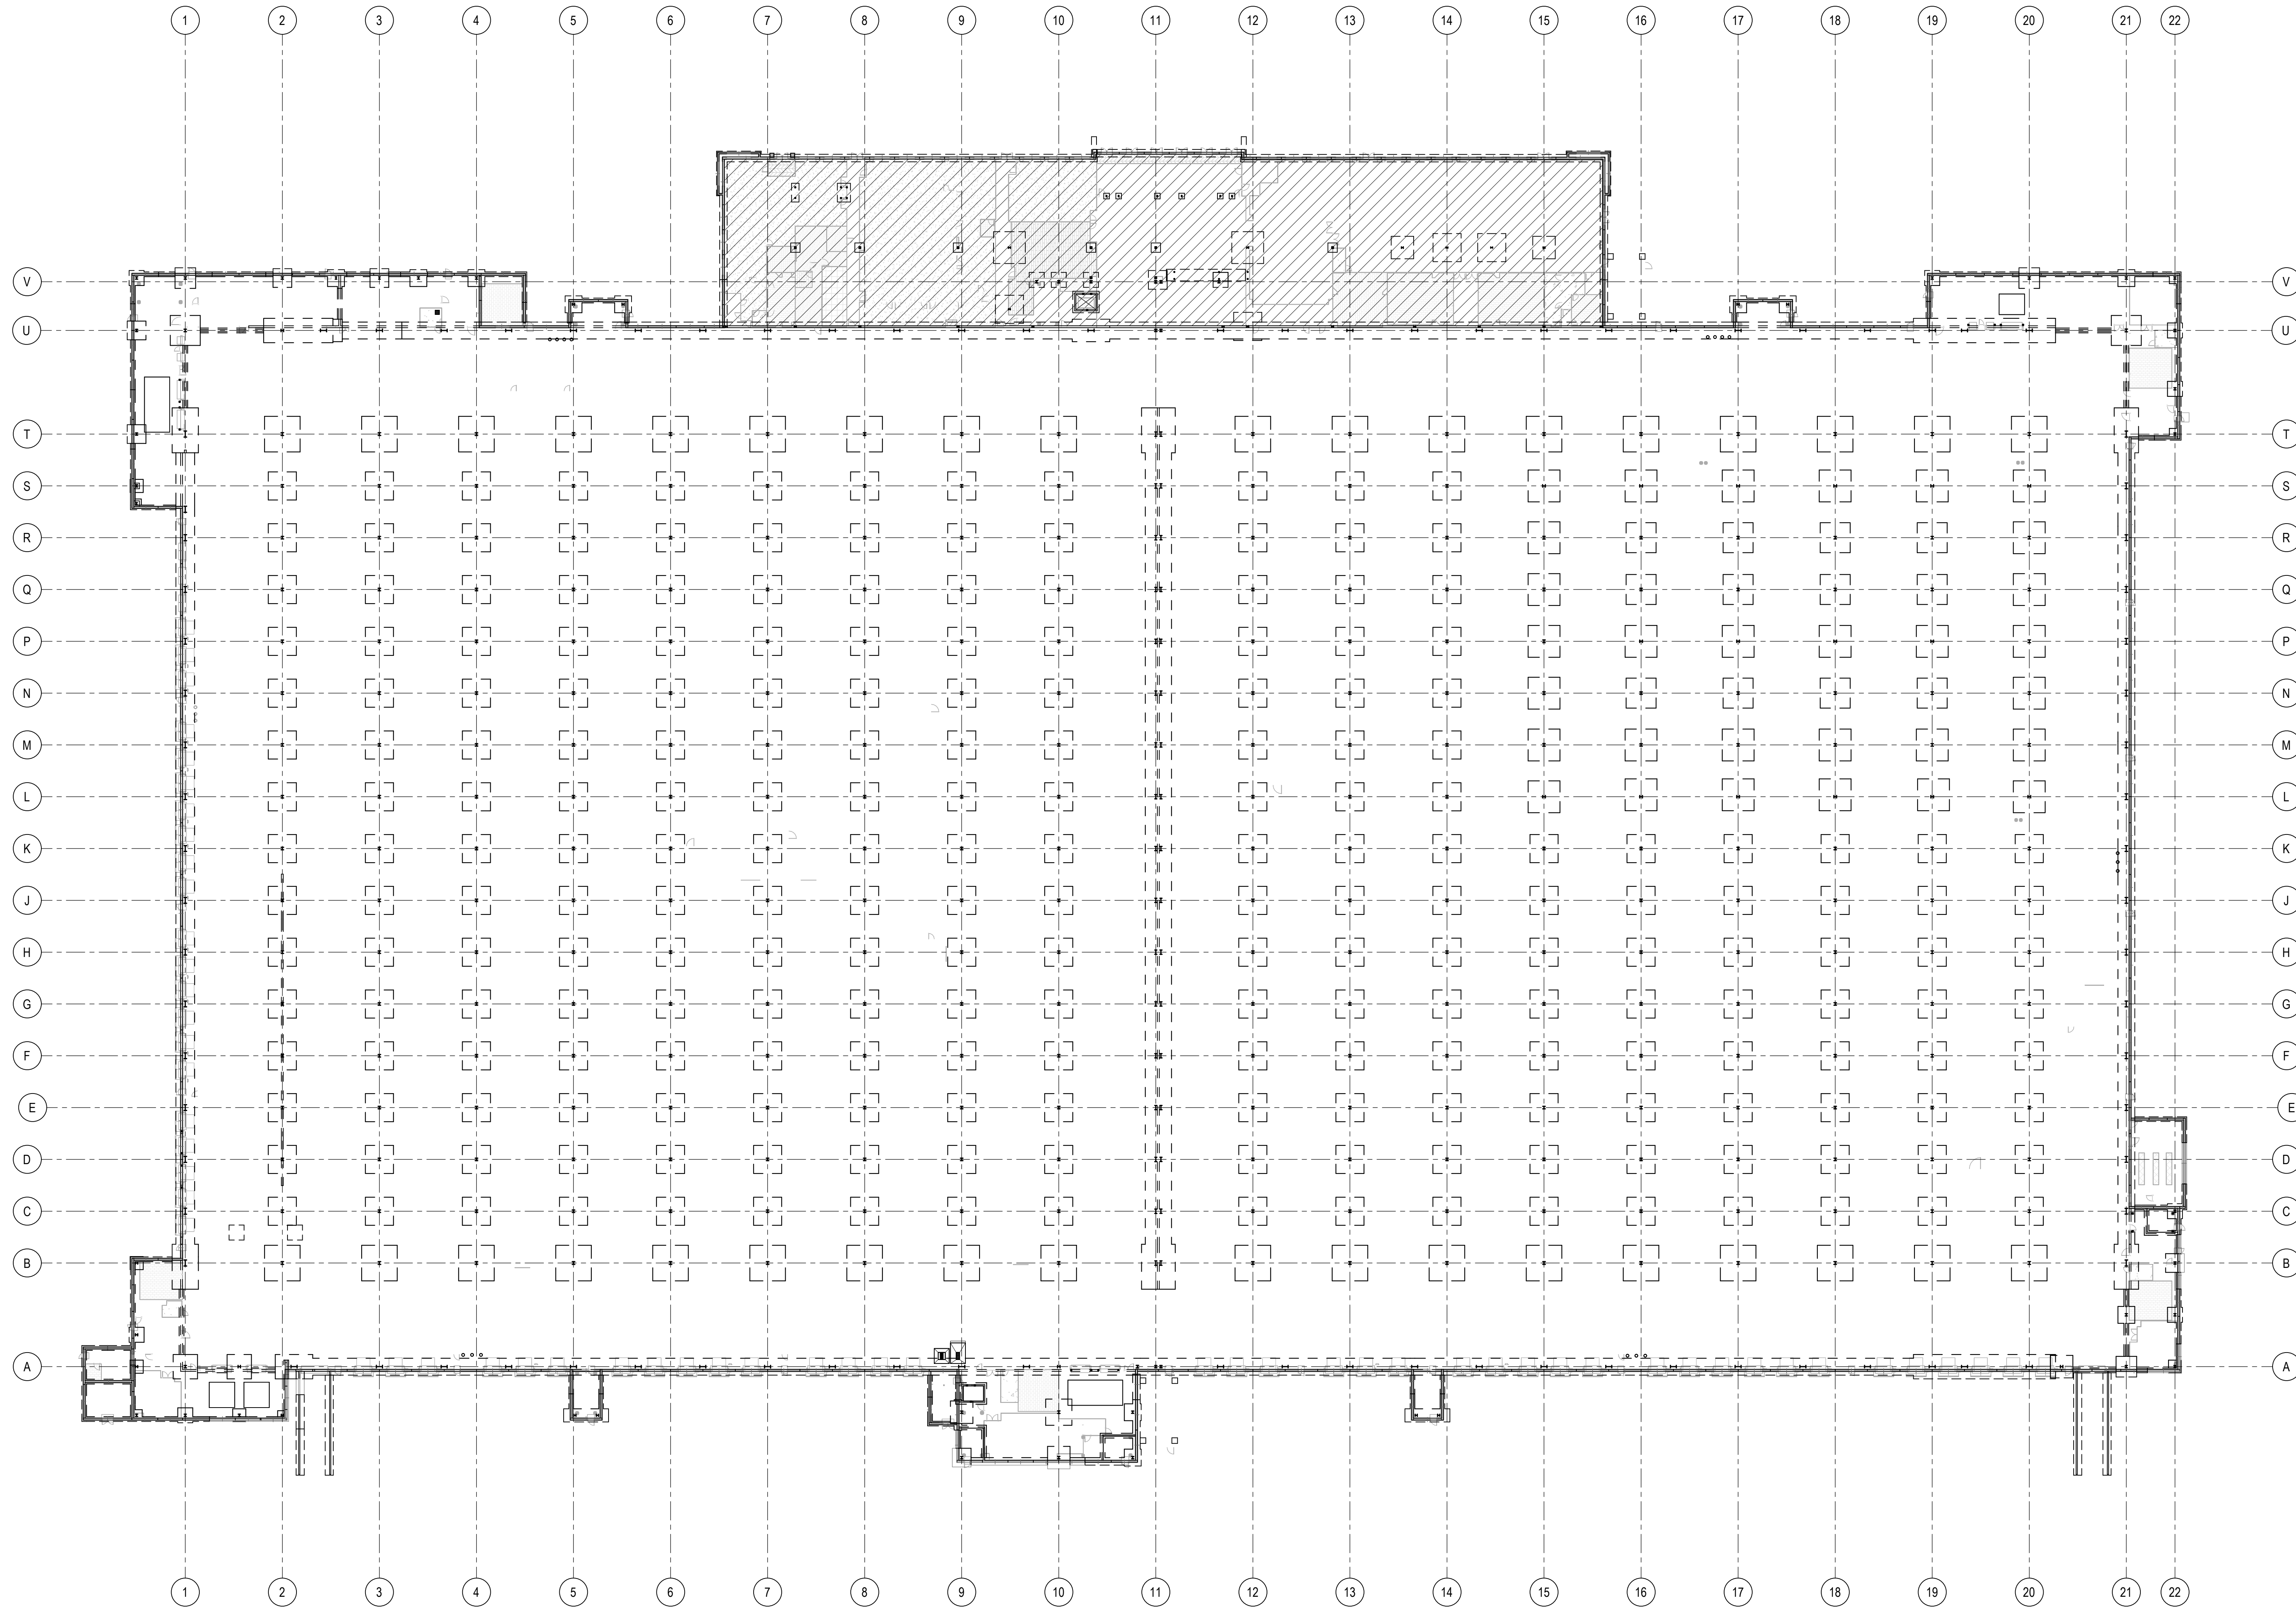 1 2 3 4 5 6 7 8 9 10 11 12 13 14 15 16 17 18 19 20 21 22
V V
U U
T T
S S
R R
Q Q
P P
N N
M M
L L
K K
J J
H H
G G
F F
E E
D D
C C
B B
A A
1 2 3 4 5 6 7 8 9 10 11 12 13 14 15 16 17 18 19 20 21 22